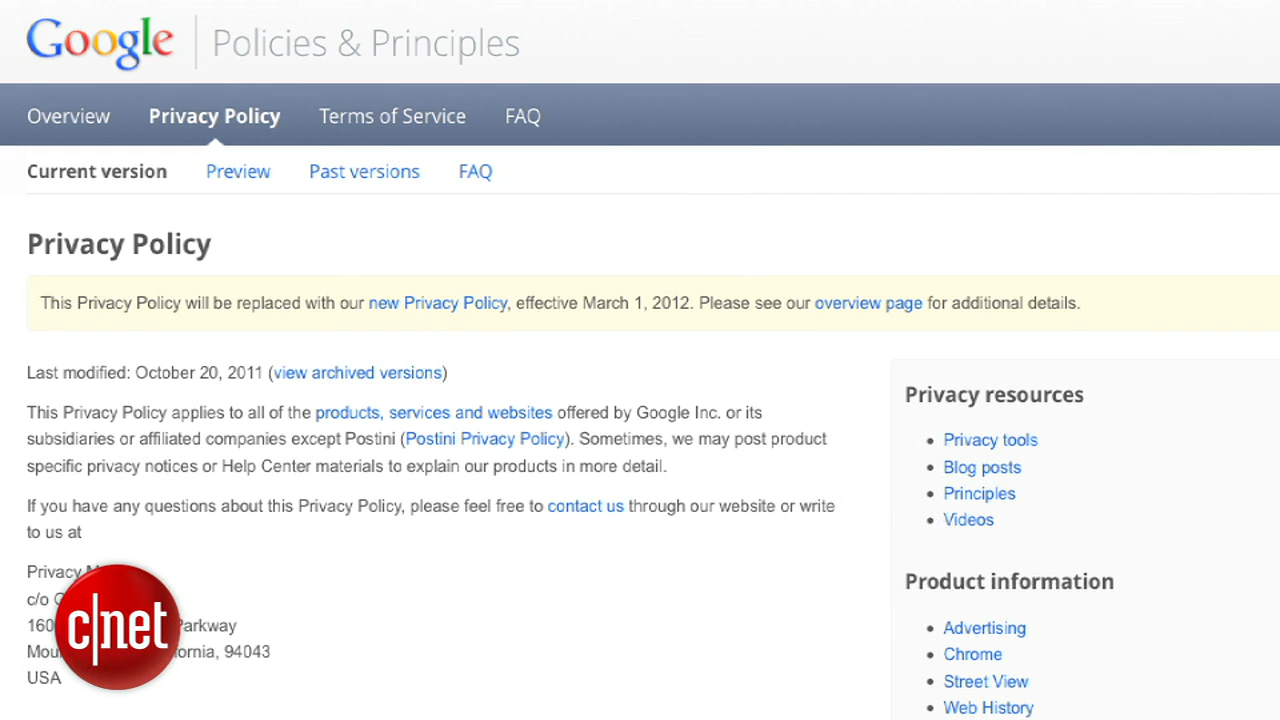 Google Policies & Principles
Overview Privacy Policy Terms of Service FAQ
Current version Preview Past versions FAQ
Privacy Policy
This Privacy Policy will be replaced with our new Privacy Policy, effective March 1, 2012. Please see our overview page for additional details.
Last modified: October 20, 2011 (view archived versions)
This Privacy Policy applies to all of the products, services and websites offered by Google Inc. or its
subsidiaries or affiliated companies except Postini (Postini Privacy Policy). Sometimes, we may post product
specific privacy notices or Help Center materials to explain our products in more detail.
If you have any questions about this Privacy Policy, please feel free to contact us through our website or write
to us at
Privacy
c/o
Parkway
94043
USA
c|net
Privacy resources
Privacy tools
Blog posts
Principles
Videos
Product information
Advertising
Chrome
Street View
Web History